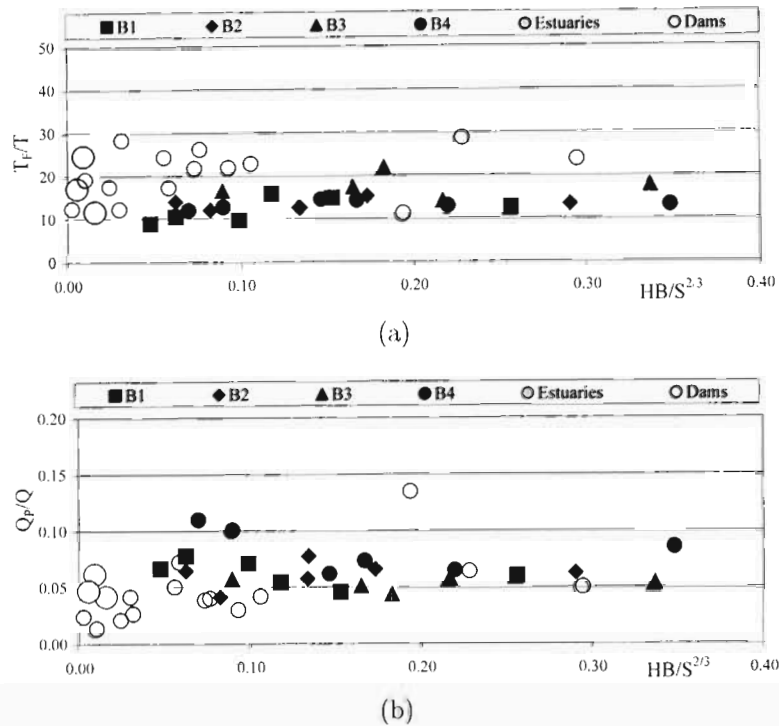 B1 B2 B3 B4 Estuaries Dams
50
40
30
20
10
0
T_F/T
0.00 0.10 0.20 0.30 0.40
HB/S^2.3
(a)
B1 B2 B3 B4 Estuaries Dams
0.20
0.15
0.10
0.05
0.00
Q_P/Q
0.00 0.10 0.20 0.30 0.40
HB/S^2/3
(b)